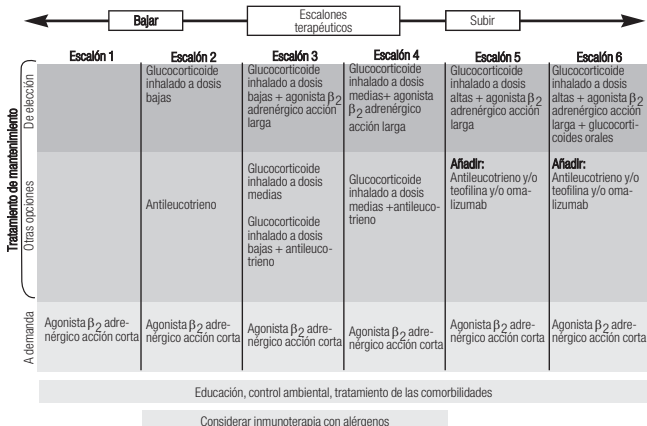 Bajar
Escalones
terapéuticos
Subir
Escalón 1
Escalón 2
Escalón 3
Escalón 4
Escalón 5
Escalón 6
Tratamiento de mantenimiento
De elección
Glucocorticoide
inhalado a dosis
bajas
Glucocorticoide
inhalado a dosis
bajas + agonista β2
adrenérgico acción
larga
Glucocorticoide
inhalado a dosis
medias+ agonista
β2 adrenérgico
acción larga
Glucocorticoide
inhalado a dosis
altas + agonista β2
adrenérgico acción
larga
Glucocorticoide
inhalado a dosis
altas + agonista β2
adrenérgico acción
larga + glucocorti-
coides orales
Otras opciones
Antileucotrieno
Glucocorticoide
inhalado a dosis
medias
Glucocorticoide
inhalado a dosis
bajas + antileuco-
trieno
Glucocorticoide
inhalado a dosis
medias +antileuco-
trieno
Añadir:
Antileucotrieno y/o
teofilina y/o oma-
lizumab
Añadir:
Antileucotrieno y/o
teofilina y/o oma-
lizumab
A demanda
Agonista β2 adre-
nérgico acción corta
Agonista β2 adre-
nérgico acción corta
Agonista β2 adre-
nérgico acción corta
Agonista β2 adre-
nérgico acción corta
Agonista β2 adre-
nérgico acción corta
Agonista β2 adre-
nérgico acción corta
Educación, control ambiental, tratamiento de las comorbilidades
Considerar inmunoterapia con alérgenos